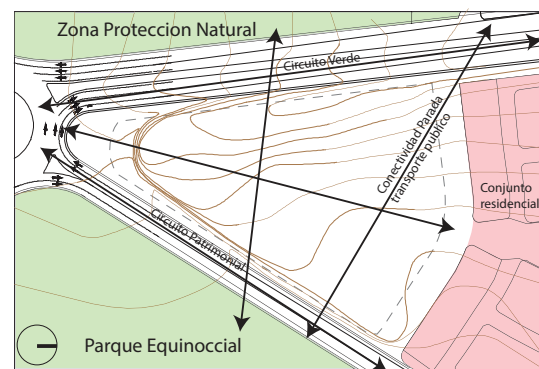 Zona Proteccion Natural
Circuito Verde
Conectividad Parada
transporte publico
Conjunto
residencial
Circuito Patrimonial
Parque Equinoccial